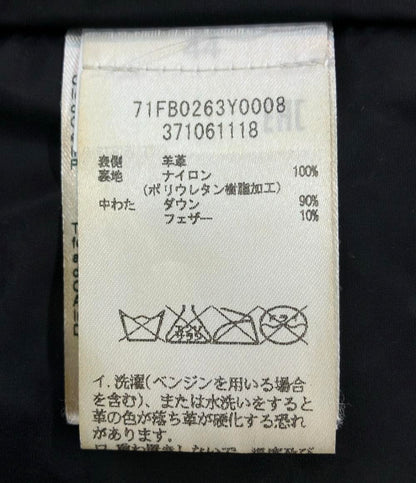 71FB0263Y0008
371061118
表側 羊革
裏地 ナイロン 100%
(ポリウレタン樹脂加工)
中わた ダウン 90%
フェザー 10%
イ.洗濯(ベンジンを用いる場合
を含む)、または水洗いをすると
革の色が落ち革が硬化する恐れ
があります。